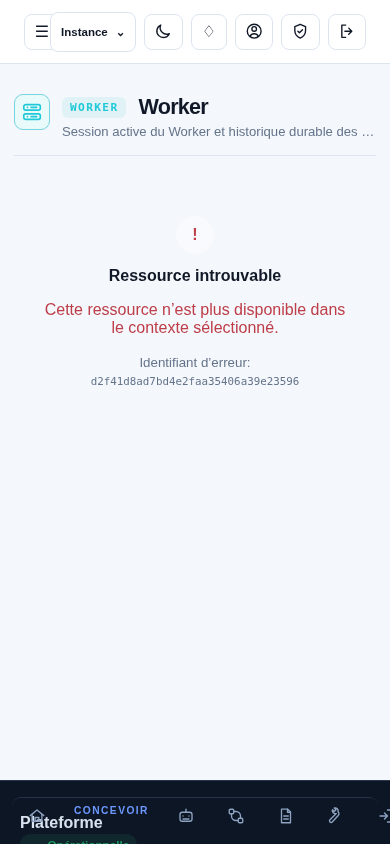 Instance
WORKER Worker
Session active du Worker et historique durable des …
!
Ressource introuvable
Cette ressource n’est plus disponible dans
le contexte sélectionné.
Identifiant d’erreur:
d2f41d8ad7bd4e2faa35406a39e23596
CONCEVOIR
Plateforme
Opérationnelle